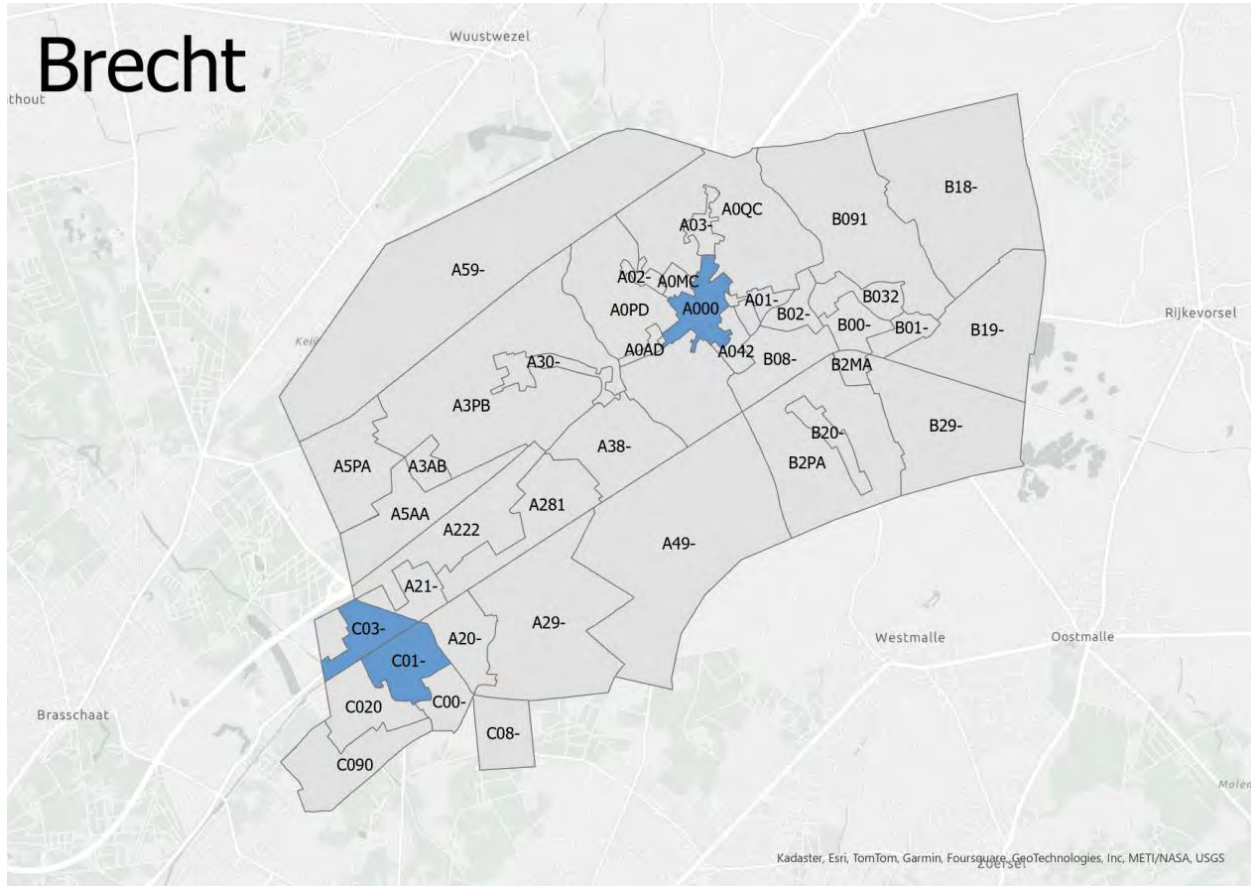 Brecht
Wuustwezel
thout
B18-
A0QC
B091
A03-
A59-
A02-
A0MC
B032
A01-
A000
A0PD
B02-
Rijkevorsel
B00-
B01-
B19-
A0AD
A042
B08-
A30-
B2MA
A3PB
B29-
B20-
A38-
B2PA
A5PA
A3AB
A281
A5AA
A222
A49-
A21-
A29-
C03-
A20-
Westmalle
Oostmalle
C01-
C00-
C020
Brasschaat
C08-
C090
Molen
Kadaster, Esri, TomTom, Garmin, Foursquare, GeoTechnologies, Inc, METI/NASA, USGS
Zoersel